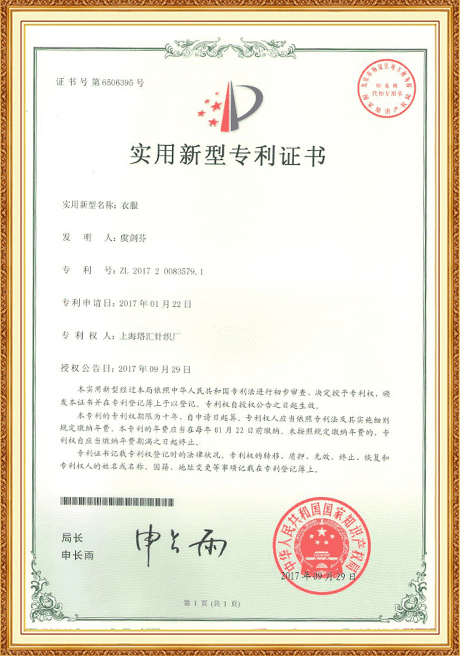 证书号第6506395号
实用新型专利证书
实用新型名称：衣服
发 明 人：虞剑芬
专 利 号：ZL 2017 2 0083579.1
专利申请日：2017年01月22日
专 利 权 人：上海塔汇针织厂
授权公告日：2017年09月29日
本实用新型经过本局依照中华人民共和国专利法进行初步审查，决定授予专利权，颁
发本证书并在专利登记簿上予以登记。专利权自授权公告之日起生效。
本专利的专利权期限为十年，自申请日起算。专利权人应当依照专利法及其实施细则
规定缴纳年费。本专利的年费应当在每年01月22日前缴纳。未按照规定缴纳年费的，专
利权自应当缴纳年费期满之日起终止。
专利证书记载专利权登记时的法律状况。专利权的转移、质押、无效、终止、恢复和
专利权人的姓名或名称、国籍、地址变更等事项记载在专利登记簿上。
局长
申长雨
申长雨
中华人民共和国国家知识产权局
2017年09月29日
第1页（共1页）